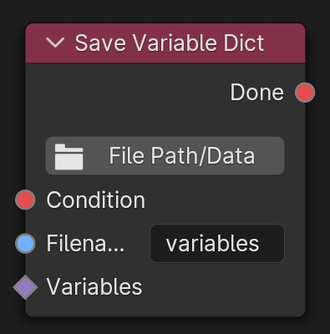 Save Variable Dict
Done
File Path/Data
Condition
Filena... variables
Variables